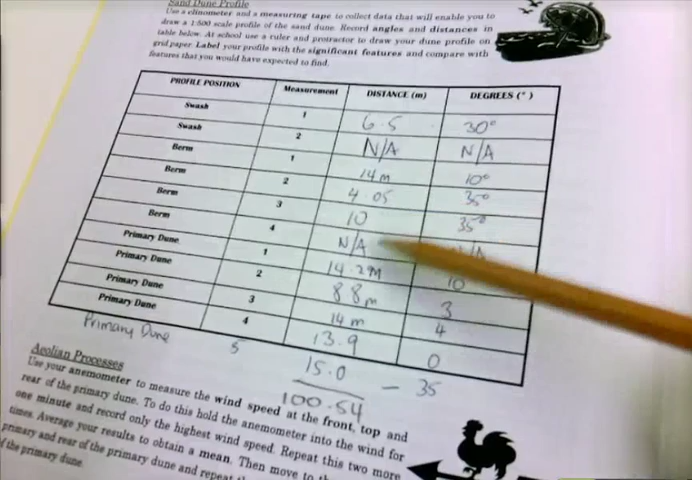 Sand Dune Profile
Use a clinometer and a measuring tape to collect data that will enable you to
draw a 1:500 scale profile of the sand dune. Record angles and distances in
table below. At school use a ruler and protractor to draw your dune profile on
grid paper. Label your profile with the significant features and compare with
features that you would have expected to find.
PROFILE POSITION Measurement DISTANCE (m) DEGREES (°)
Swash 1 6.5 30°
Swash 2 N/A N/A
Berm 1 14m 10°
Berm 2 4.05 35°
Berm 3 10 35°
Berm 4 N/A
Primary Dune 1 14.2m 10
Primary Dune 2 88m 3
Primary Dune 3 14m 4
Primary Dune 4 13.9 0
Primary Dune 5 15.0 – 35
100.54
Aeolian Processes
Use your anemometer to measure the wind speed at the front, top and
rear of the primary dune. To do this hold the anemometer into the wind for
one minute and record only the highest wind speed. Repeat this two more
times. Average your results to obtain a mean. Then move to the
primary and rear of the primary dune and repeat
of the primary dune.